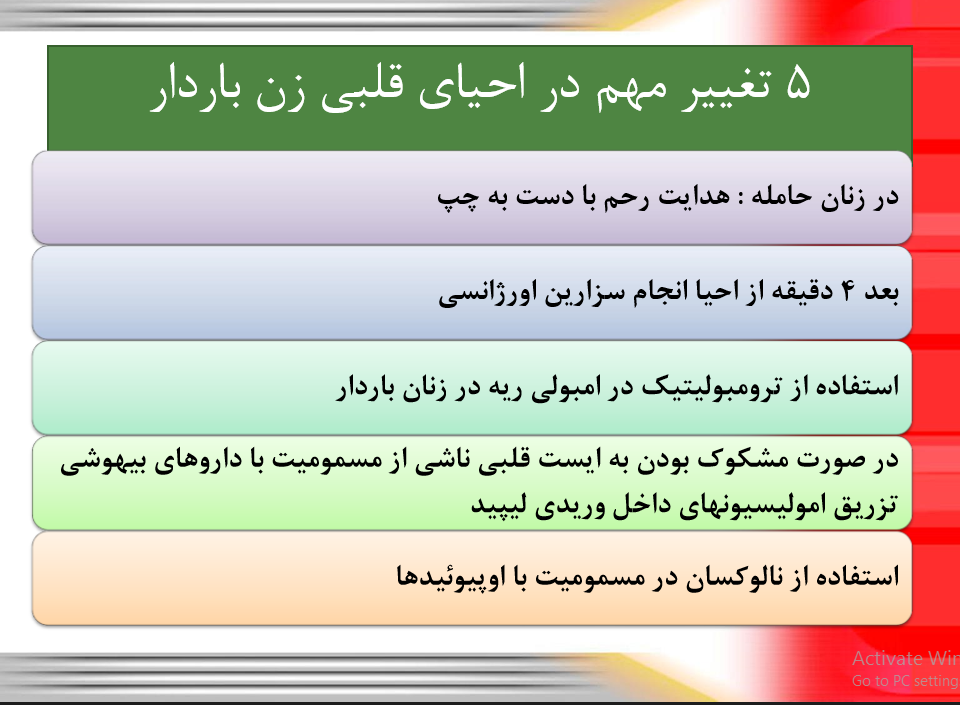 ۵ تغییر مهم در احیای قلبی زن باردار
در زنان حامله : هدایت رحم با دست به چپ
بعد ۴ دقیقه از احیا انجام سزارین اورژانسی
استفاده از ترومبولیتیک در امبولی ریه در زنان باردار
در صورت مشکوک بودن به ایست قلبی ناشی از مسمومیت با داروهای بیهوشی
تزریق امولیسیونهای داخل وریدی لیپید
استفاده از نالوکسان در مسمومیت با اوپیوئیدها
Activate Win
Go to PC setting